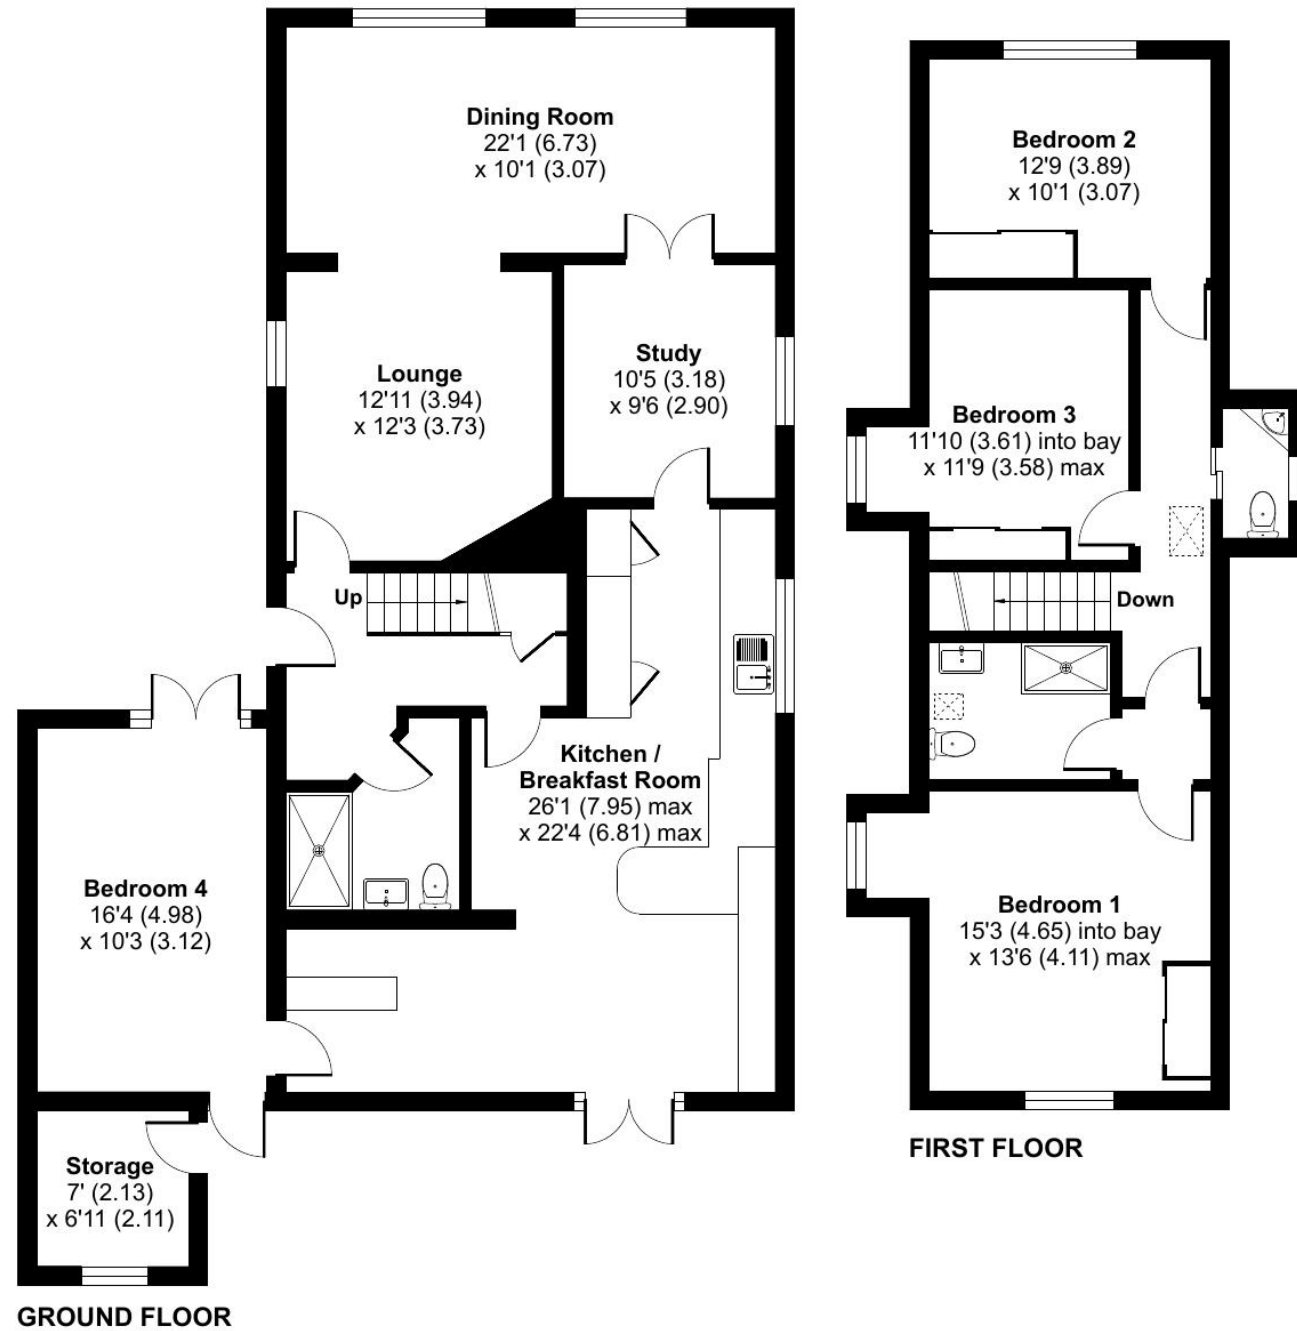 Dining Room
22'1 (6.73)
x 10'1 (3.07)
Lounge
12'11 (3.94)
x 12'3 (3.73)
Study
10'5 (3.18)
x 9'6 (2.90)
Up
Kitchen /
Breakfast Room
26'1 (7.95) max
x 22'4 (6.81) max
Bedroom 4
16'4 (4.98)
x 10'3 (3.12)
Storage
7' (2.13)
x 6'11 (2.11)
GROUND FLOOR
Bedroom 2
12'9 (3.89)
x 10'1 (3.07)
Bedroom 3
11'10 (3.61) into bay
x 11'9 (3.58) max
Down
Bedroom 1
15'3 (4.65) into bay
x 13'6 (4.11) max
FIRST FLOOR